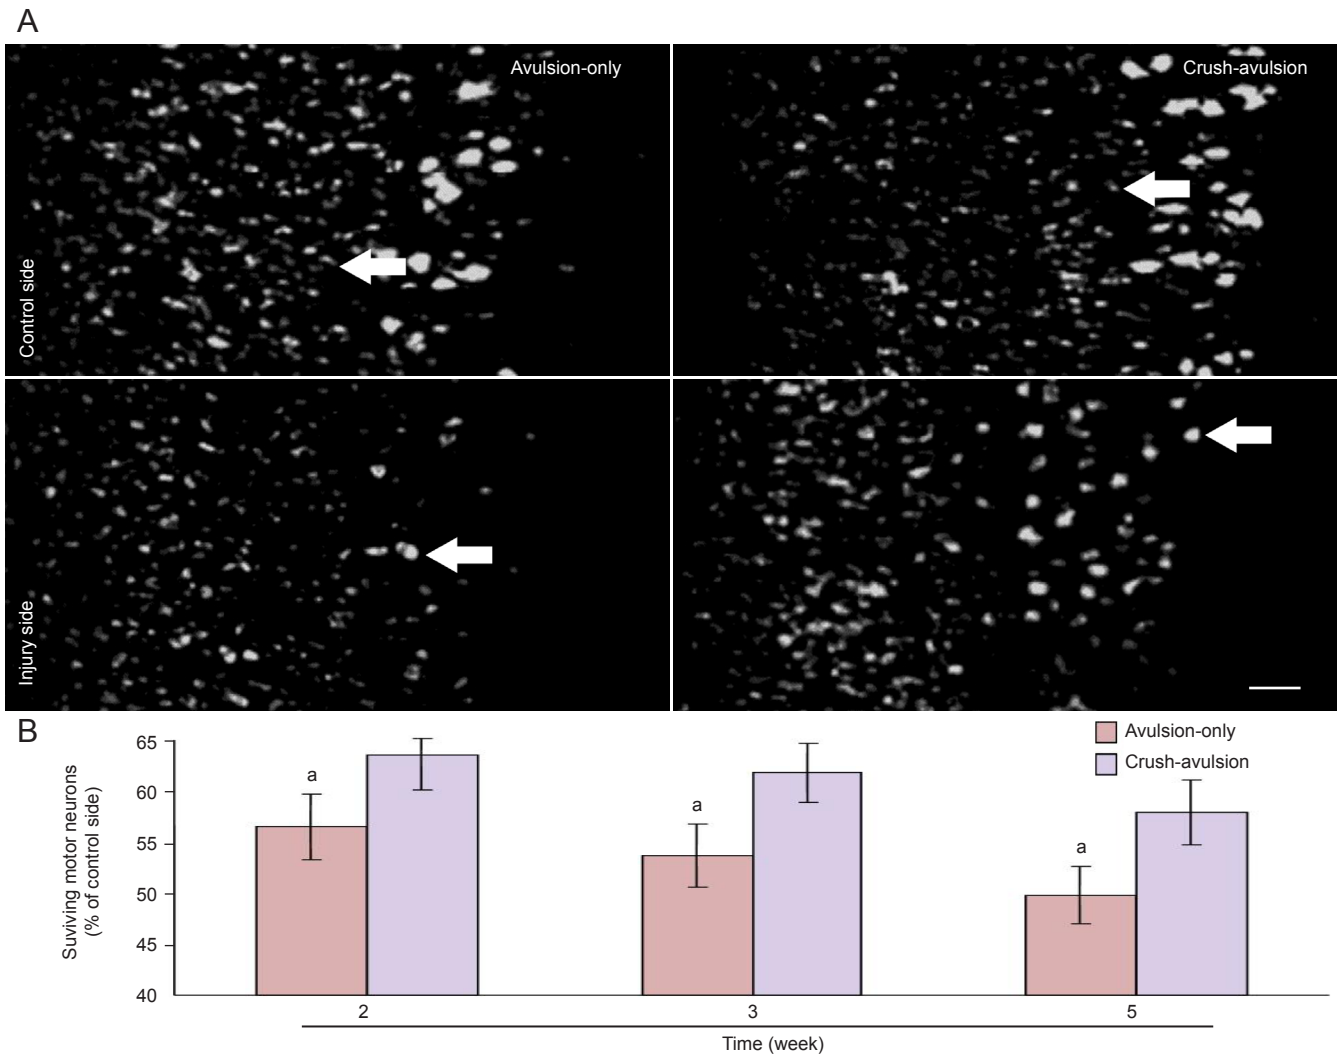 A
Avulsion-only
Crush-avulsion
Control side
Injury side
B
Avulsion-only
Crush-avulsion
Suviving motor neurons
(% of control side)
65
60
55
50
45
40
a
a
a
2
3
5
Time (week)